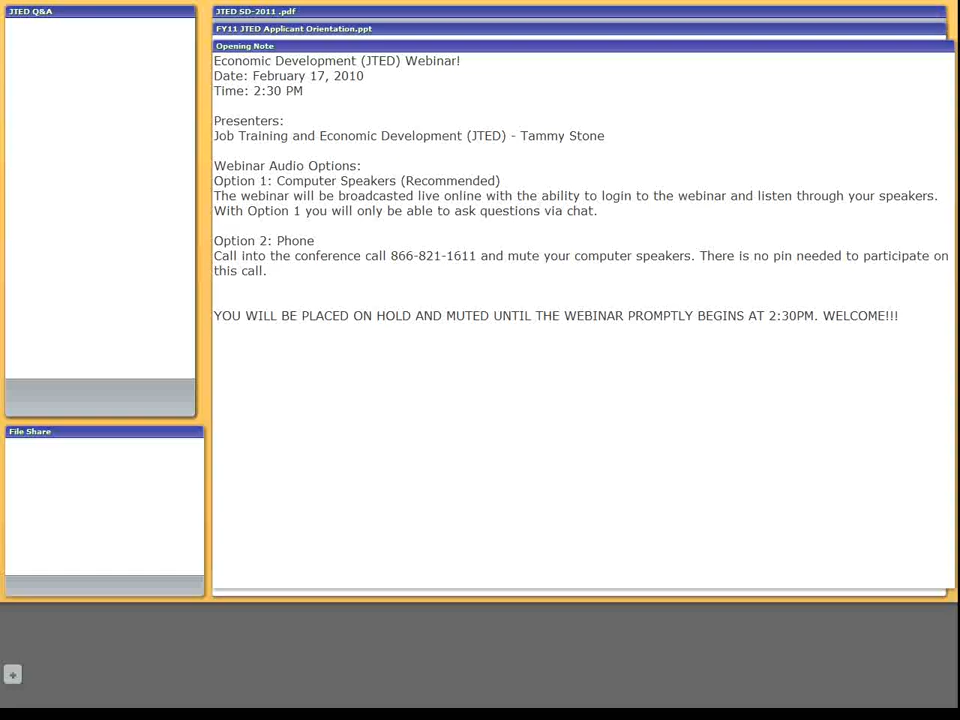 JTED Q&A
JTED SD-2011 .pdf
FY11 JTED Applicant Orientation.ppt
Opening Note
Economic Development (JTED) Webinar!
Date: February 17, 2010
Time: 2:30 PM
Presenters:
Job Training and Economic Development (JTED) - Tammy Stone
Webinar Audio Options:
Option 1: Computer Speakers (Recommended)
The webinar will be broadcasted live online with the ability to login to the webinar and listen through your speakers.
With Option 1 you will only be able to ask questions via chat.
Option 2: Phone
Call into the conference call 866-821-1611 and mute your computer speakers. There is no pin needed to participate on
this call.
YOU WILL BE PLACED ON HOLD AND MUTED UNTIL THE WEBINAR PROMPTLY BEGINS AT 2:30PM. WELCOME!!!
File Share